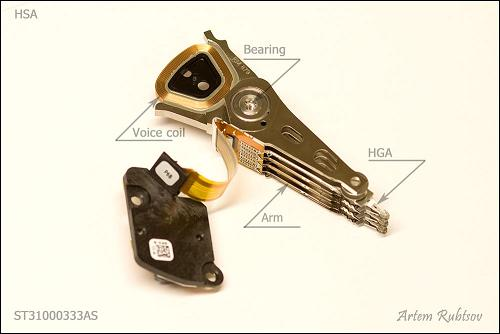 HSA
Bearing
Voice coil
HGA
Arm
ST31000333AS
Artem Rubtsov